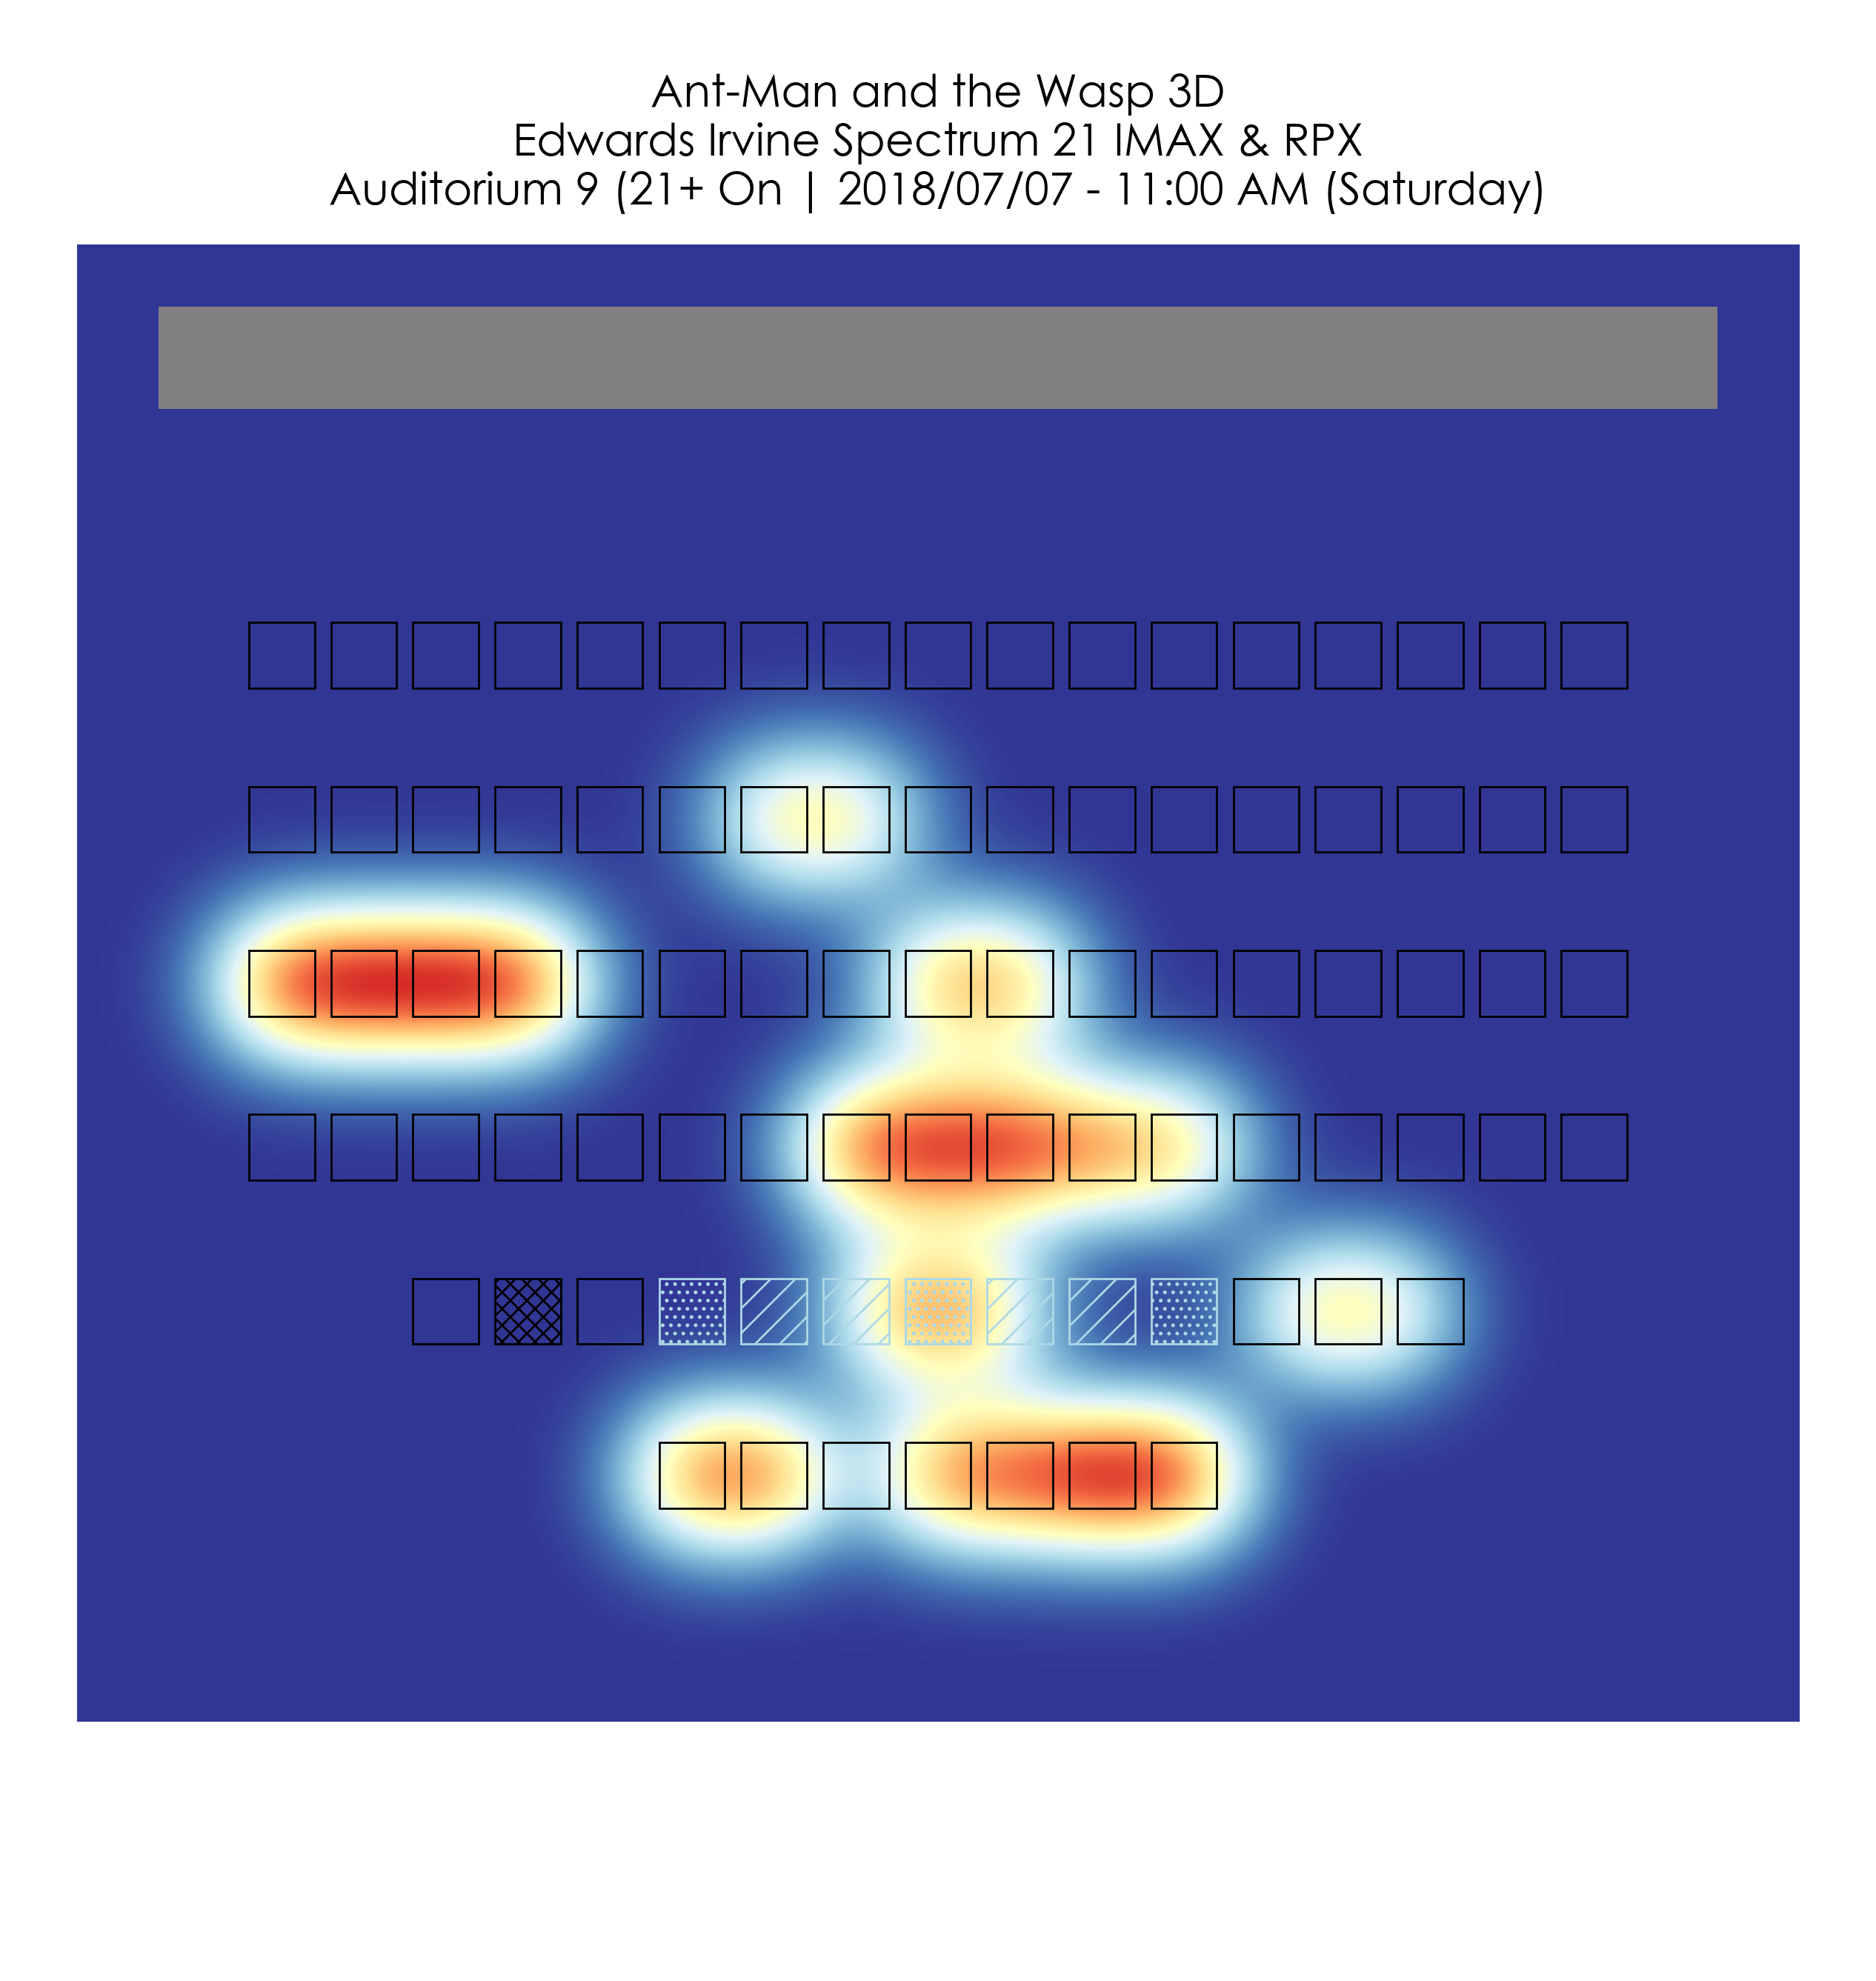 Ant-Man and the Wasp 3D
Edwards Irvine Spectrum 21 IMAX & RPX
Auditorium 9 (21+ On | 2018/07/07 - 11:00 AM (Saturday)